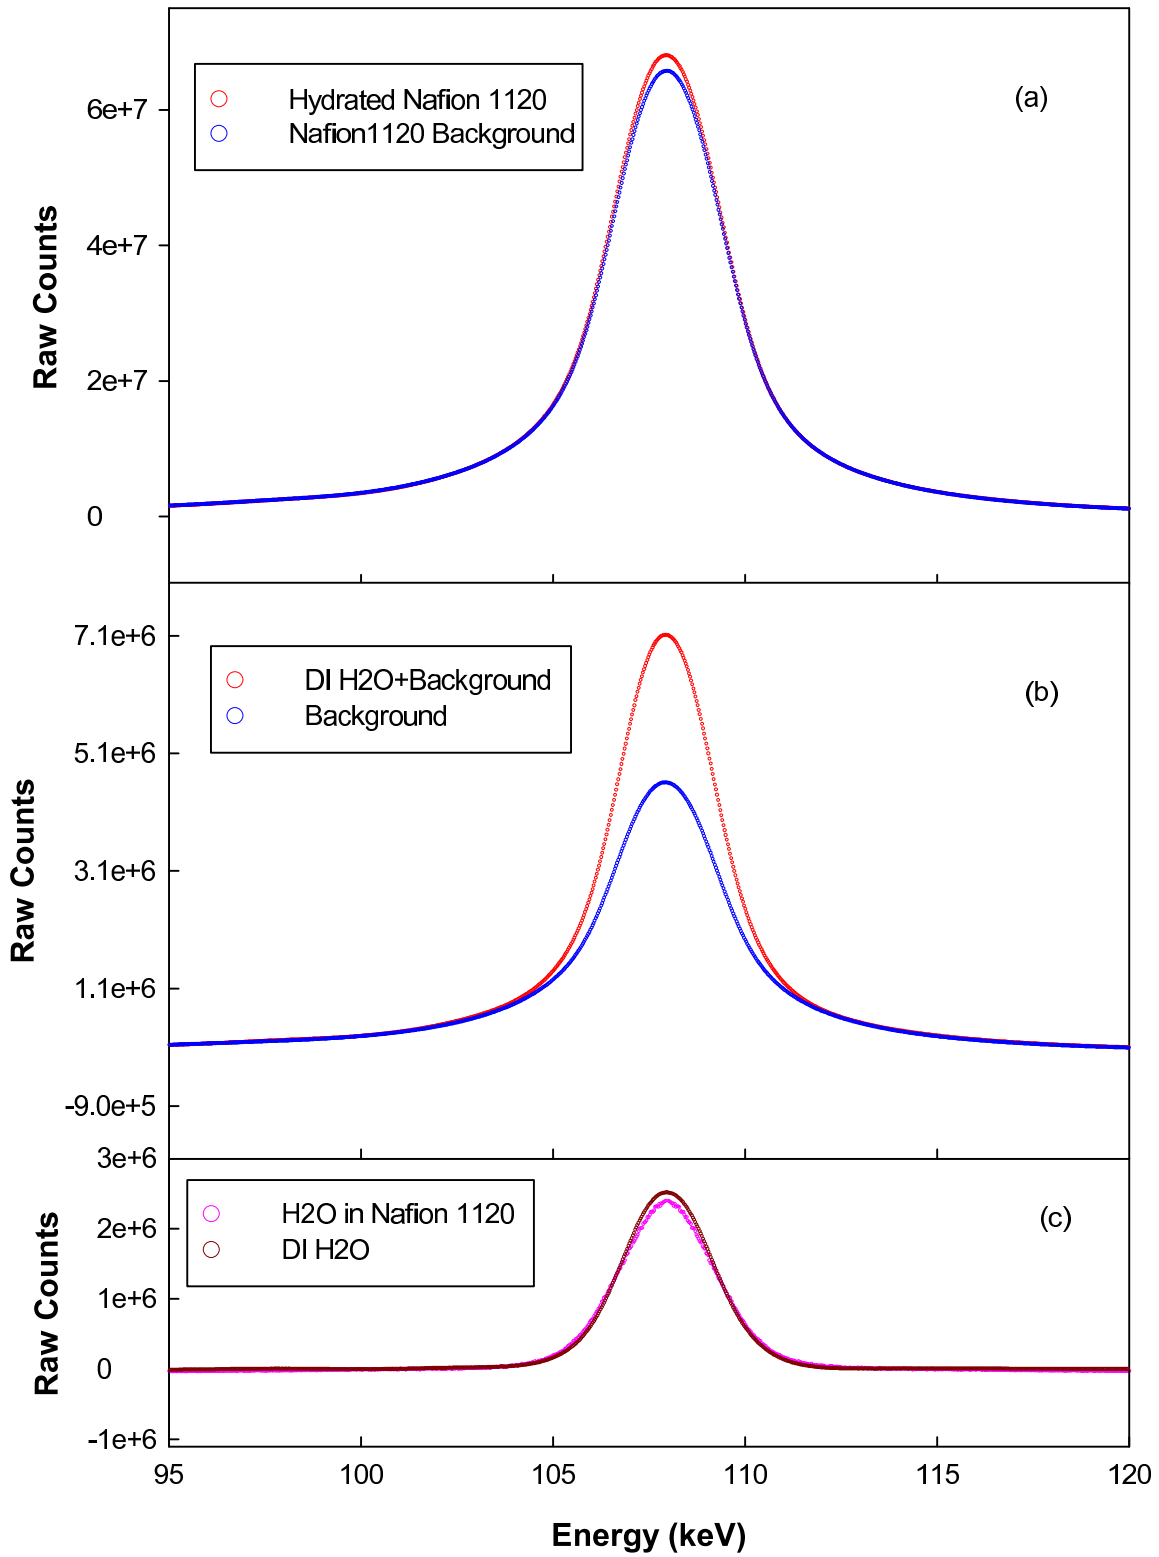 (a)
Hydrated Nafion 1120
Nafion1120 Background
6e+7
4e+7
2e+7
0
Raw Counts
(b)
DI H2O+Background
Background
7.1e+6
5.1e+6
3.1e+6
1.1e+6
-9.0e+5
Raw Counts
(c)
H2O in Nafion 1120
DI H2O
3e+6
2e+6
1e+6
0
-1e+6
Raw Counts
95 100 105 110 115 120
Energy (keV)